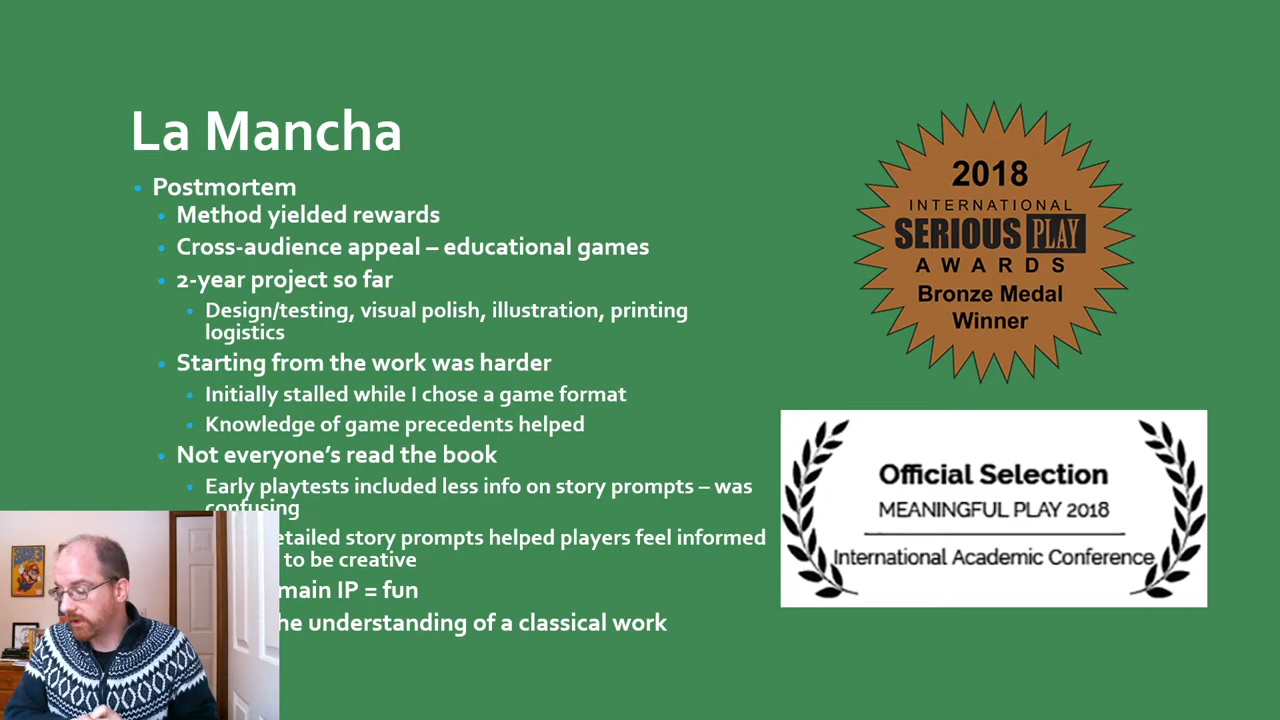 La Mancha
• Postmortem
• Method yielded rewards
• Cross-audience appeal – educational games
• 2-year project so far
• Design/testing, visual polish, illustration, printing
logistics
• Starting from the work was harder
• Initially stalled while I chose a game format
• Knowledge of game precedents helped
• Not everyone's read the book
• Early playtests included less info on story prompts – was
confusing
etailed story prompts helped players feel informed
to be creative
main IP = fun
he understanding of a classical work
2018
INTERNATIONAL
SERIOUS PLAY
AWARDS
Bronze Medal
Winner
Official Selection
MEANINGFUL PLAY 2018
International Academic Conference